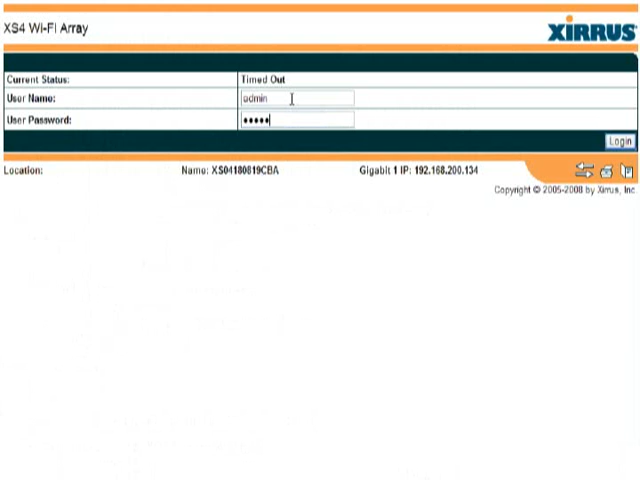 XS4 Wi-Fi Array
XIRRUS
Current Status: Timed Out
User Name: admin
User Password: •••••
Login
Location: Name: XS04180819CBA Gigabit 1 IP: 192.168.200.134
Copyright © 2005-2008 by Xirrus, Inc